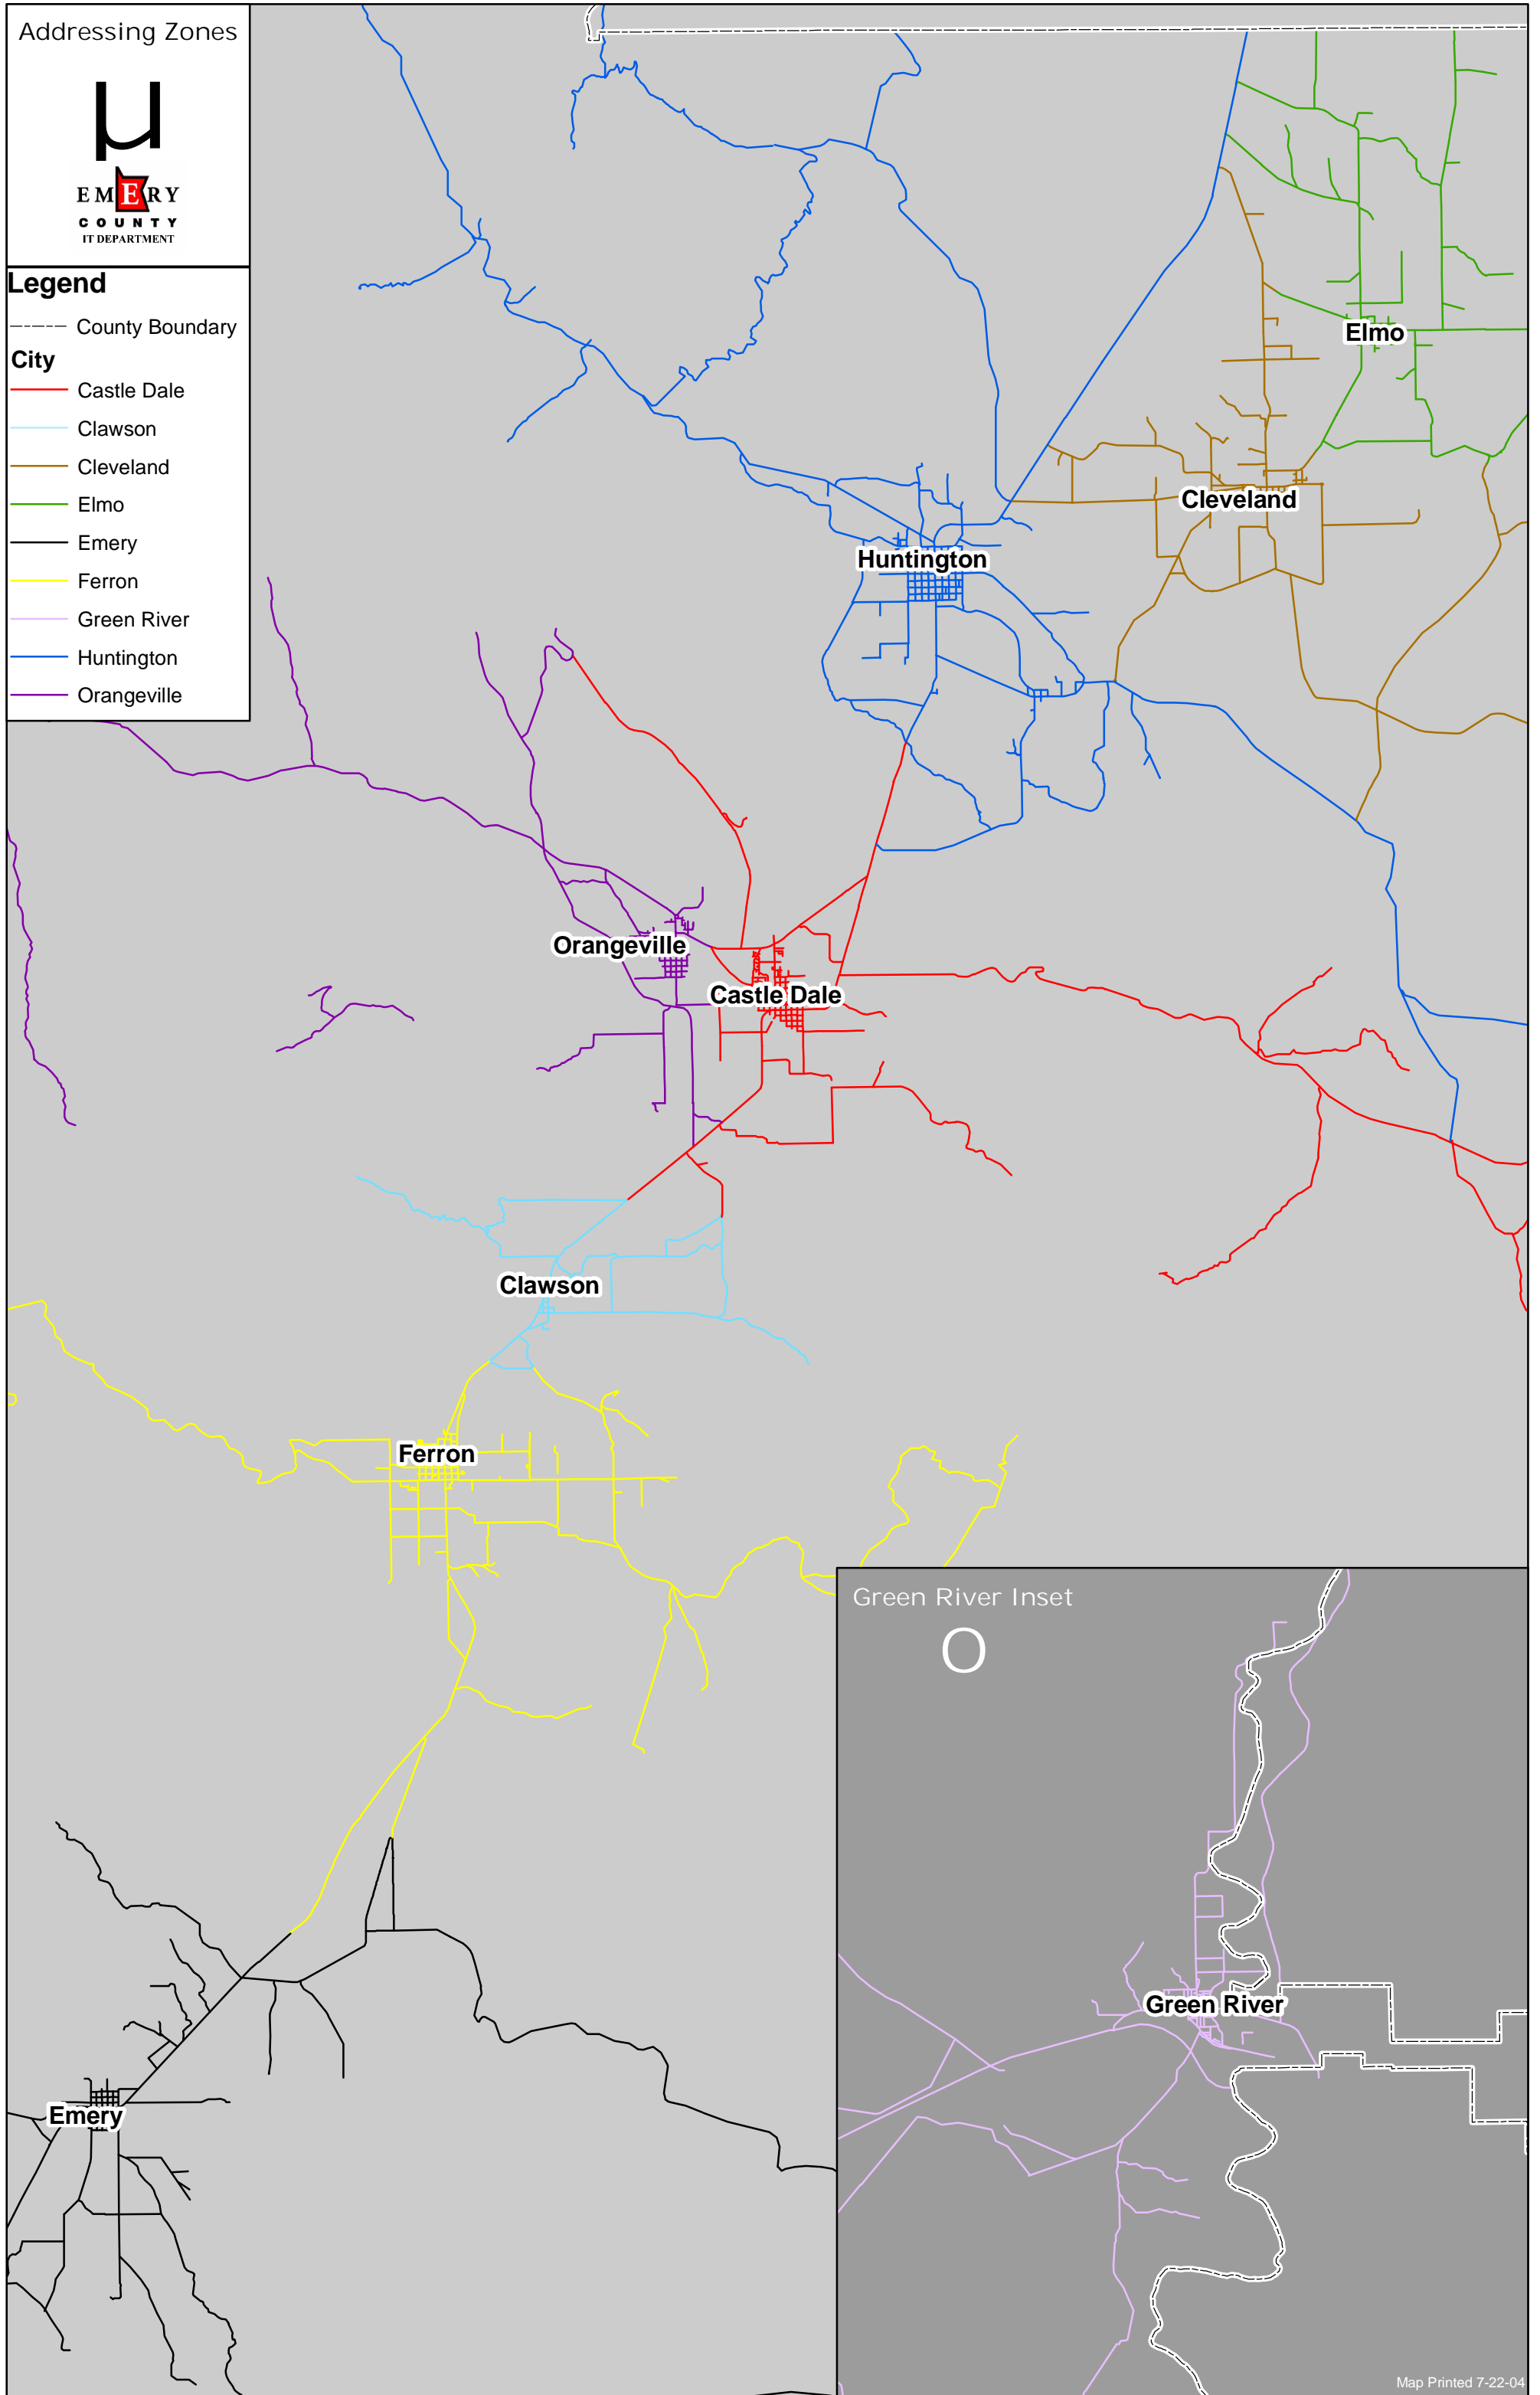 Addressing Zones
µ
EMERY
COUNTY
IT DEPARTMENT
Legend
County Boundary
City
Castle Dale
Clawson
Cleveland
Elmo
Emery
Ferron
Green River
Huntington
Orangeville
Elmo
Cleveland
Huntington
Orangeville
Castle Dale
Clawson
Ferron
Green River Inset
O
Green River
Emery
Map Printed 7-22-04